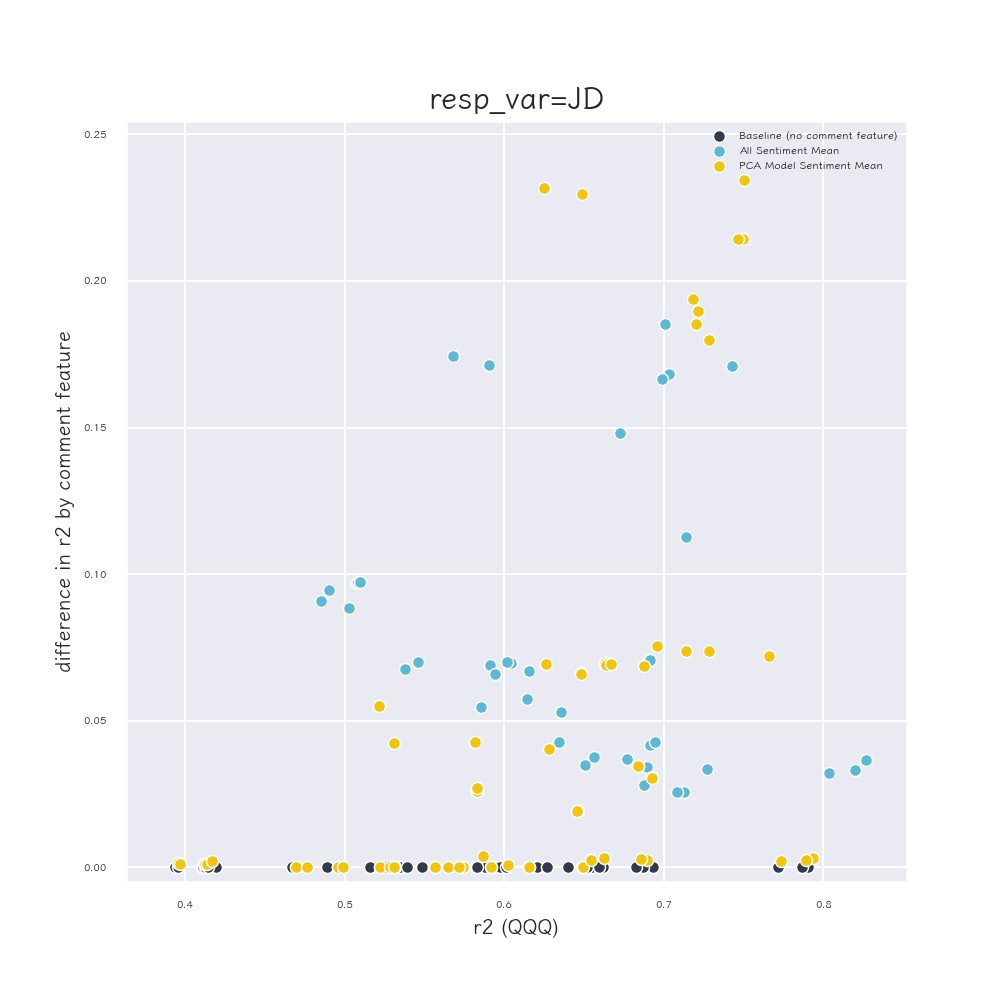 resp_var=JD
Baseline (no comment feature)
All Sentiment Mean
PCA Model Sentiment Mean
difference in r2 by comment feature
0.25
0.20
0.15
0.10
0.05
0.00
0.4
0.5
0.6
0.7
0.8
r2 (QQQ)